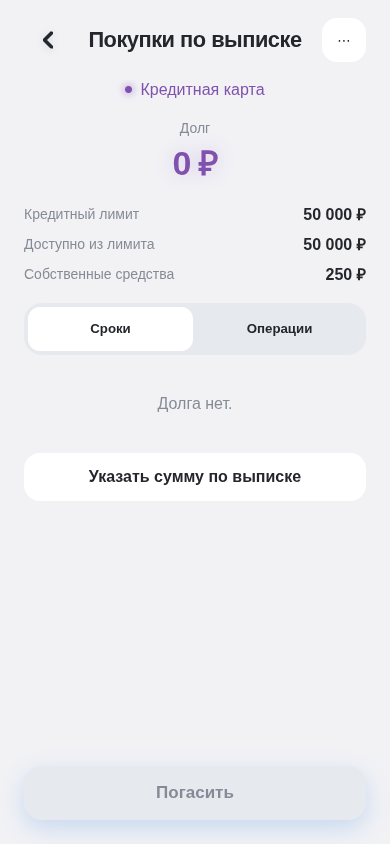 Покупки по выписке
...
Кредитная карта
Долг
0 ₽
Кредитный лимит 50 000 ₽
Доступно из лимита 50 000 ₽
Собственные средства 250 ₽
Сроки Операции
Долга нет.
Указать сумму по выписке
Погасить